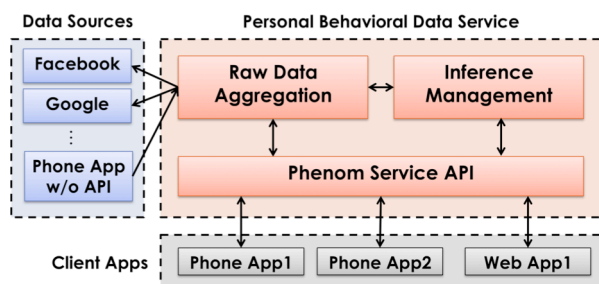 Data Sources
Personal Behavioral Data Service
Facebook
Google
⋮
Phone App
w/o API
Raw Data
Aggregation
Inference
Management
Phenom Service API
Client Apps
Phone App1
Phone App2
Web App1